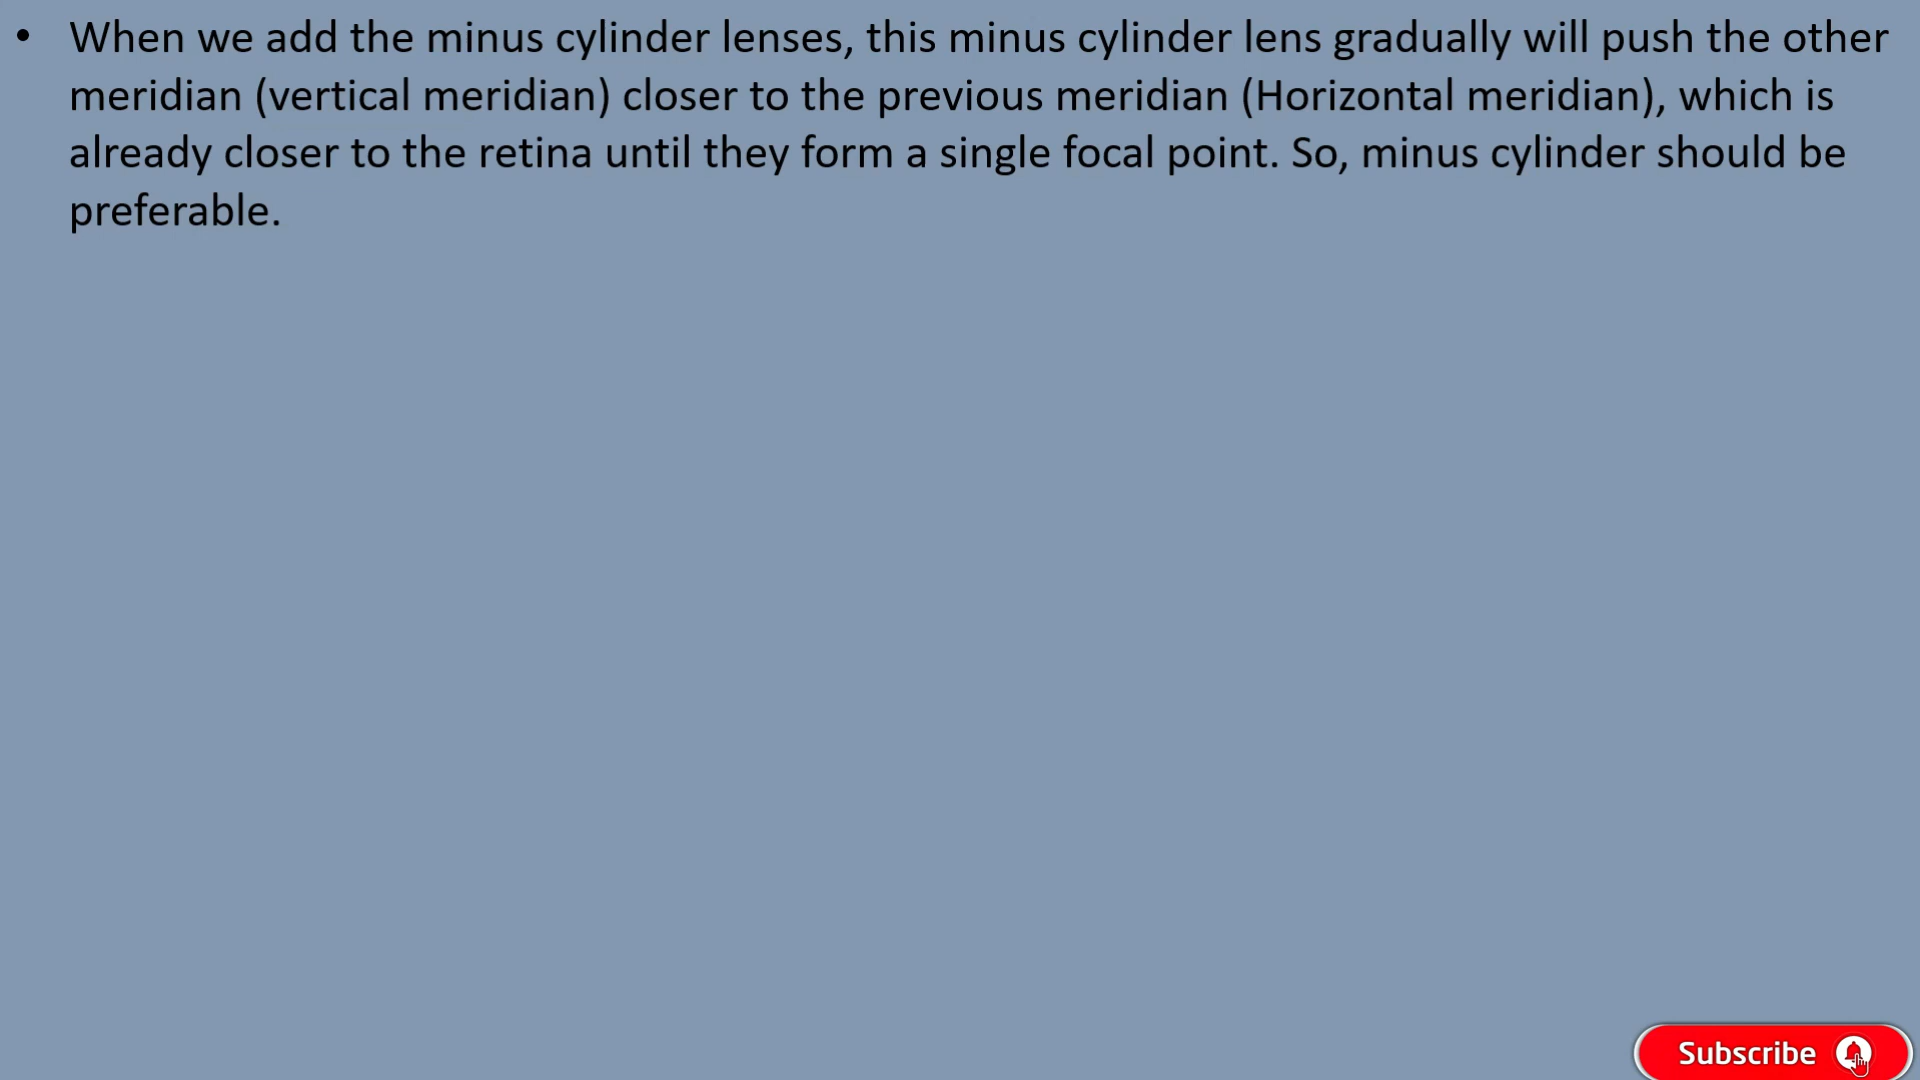 • When we add the minus cylinder lenses, this minus cylinder lens gradually will push the other
meridian (vertical meridian) closer to the previous meridian (Horizontal meridian), which is
already closer to the retina until they form a single focal point. So, minus cylinder should be
preferable.
Subscribe